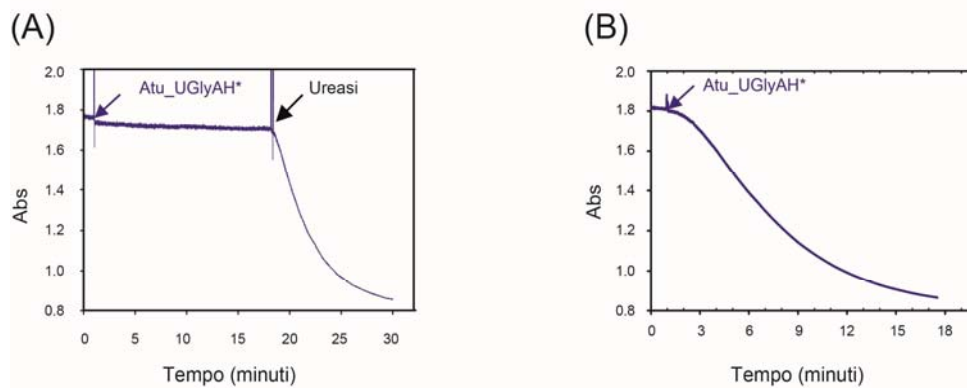 (A)
(B)
2.0
1.8
1.6
1.4
1.2
1.0
0.8
Abs
Atu_UGlyAH*
Ureasi
0 5 10 15 20 25 30
Tempo (minuti)
2.0
1.8
1.6
1.4
1.2
1.0
0.8
Abs
Atu_UGlyAH*
0 3 6 9 12 15 18
Tempo (minuti)